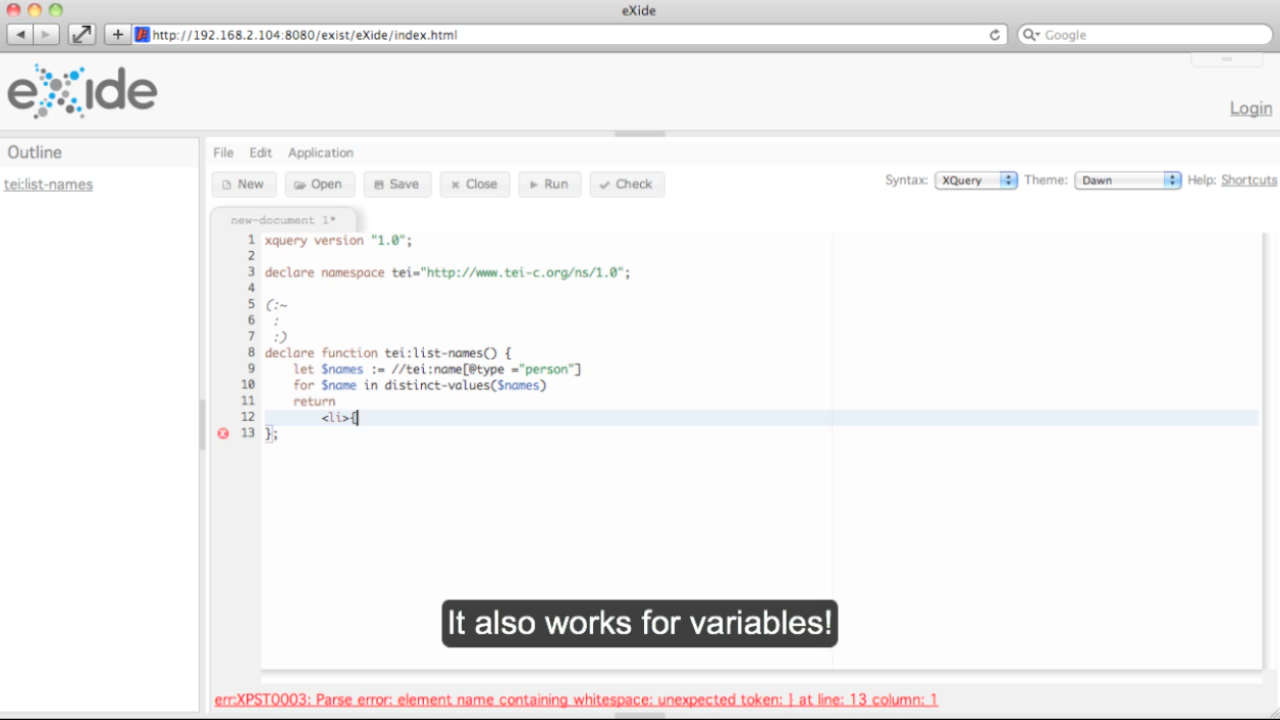 eXide
http://192.168.2.104:8080/exist/eXide/index.html
Google
eXide
Login
Outline
tei:list-names
File Edit Application
New Open Save Close Run Check
Syntax: XQuery Theme: Dawn Help: Shortcuts
new-document 1*
1 xquery version "1.0";
2
3 declare namespace tei="http://www.tei-c.org/ns/1.0";
4
5 (:~
6 :
7 :)
8 declare function tei:list-names() {
9 let $names := //tei:name[@type ="person"]
10 for $name in distinct-values($names)
11 return
12 <li>{
13 };
It also works for variables!
err:XPST0003: Parse error: element name containing whitespace: unexpected token: } at line: 13 column: 1